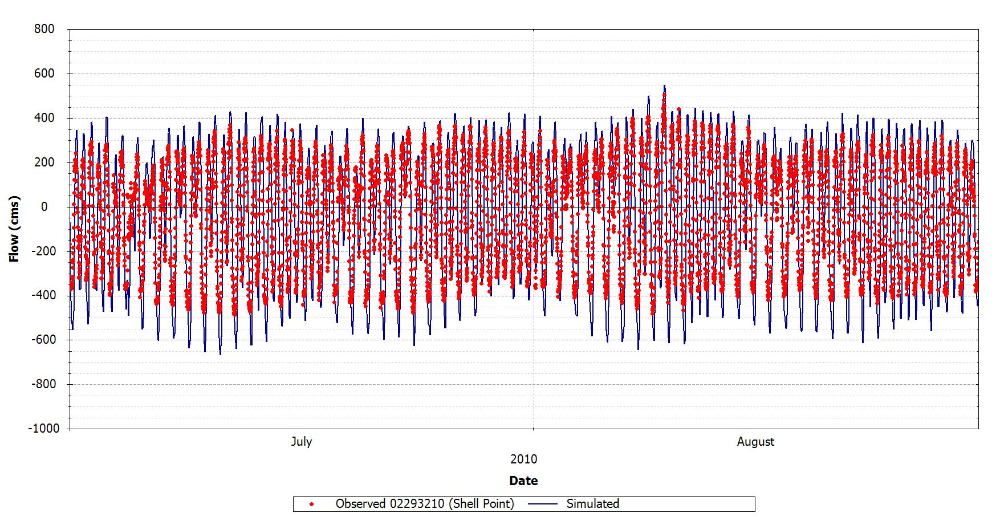 800
600
400
200
0
-200
-400
-600
-800
-1000
Flow (cms)
July August
2010
Date
Observed 02293210 (Shell Point) Simulated